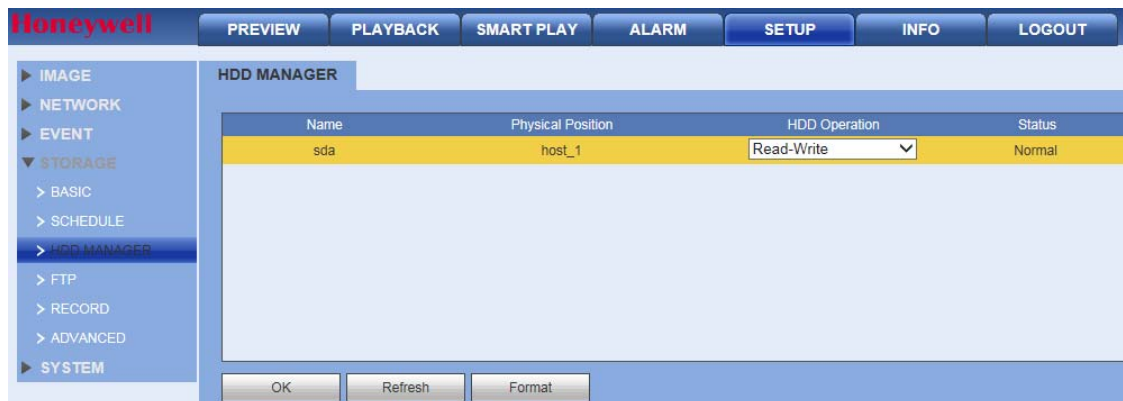 Honeywell
PREVIEW PLAYBACK SMART PLAY ALARM SETUP INFO LOGOUT
IMAGE
NETWORK
EVENT
STORAGE
> BASIC
> SCHEDULE
> HDD MANAGER
> FTP
> RECORD
> ADVANCED
SYSTEM
HDD MANAGER
Name Physical Position HDD Operation Status
sda host_1 Read-Write Normal
OK Refresh Format